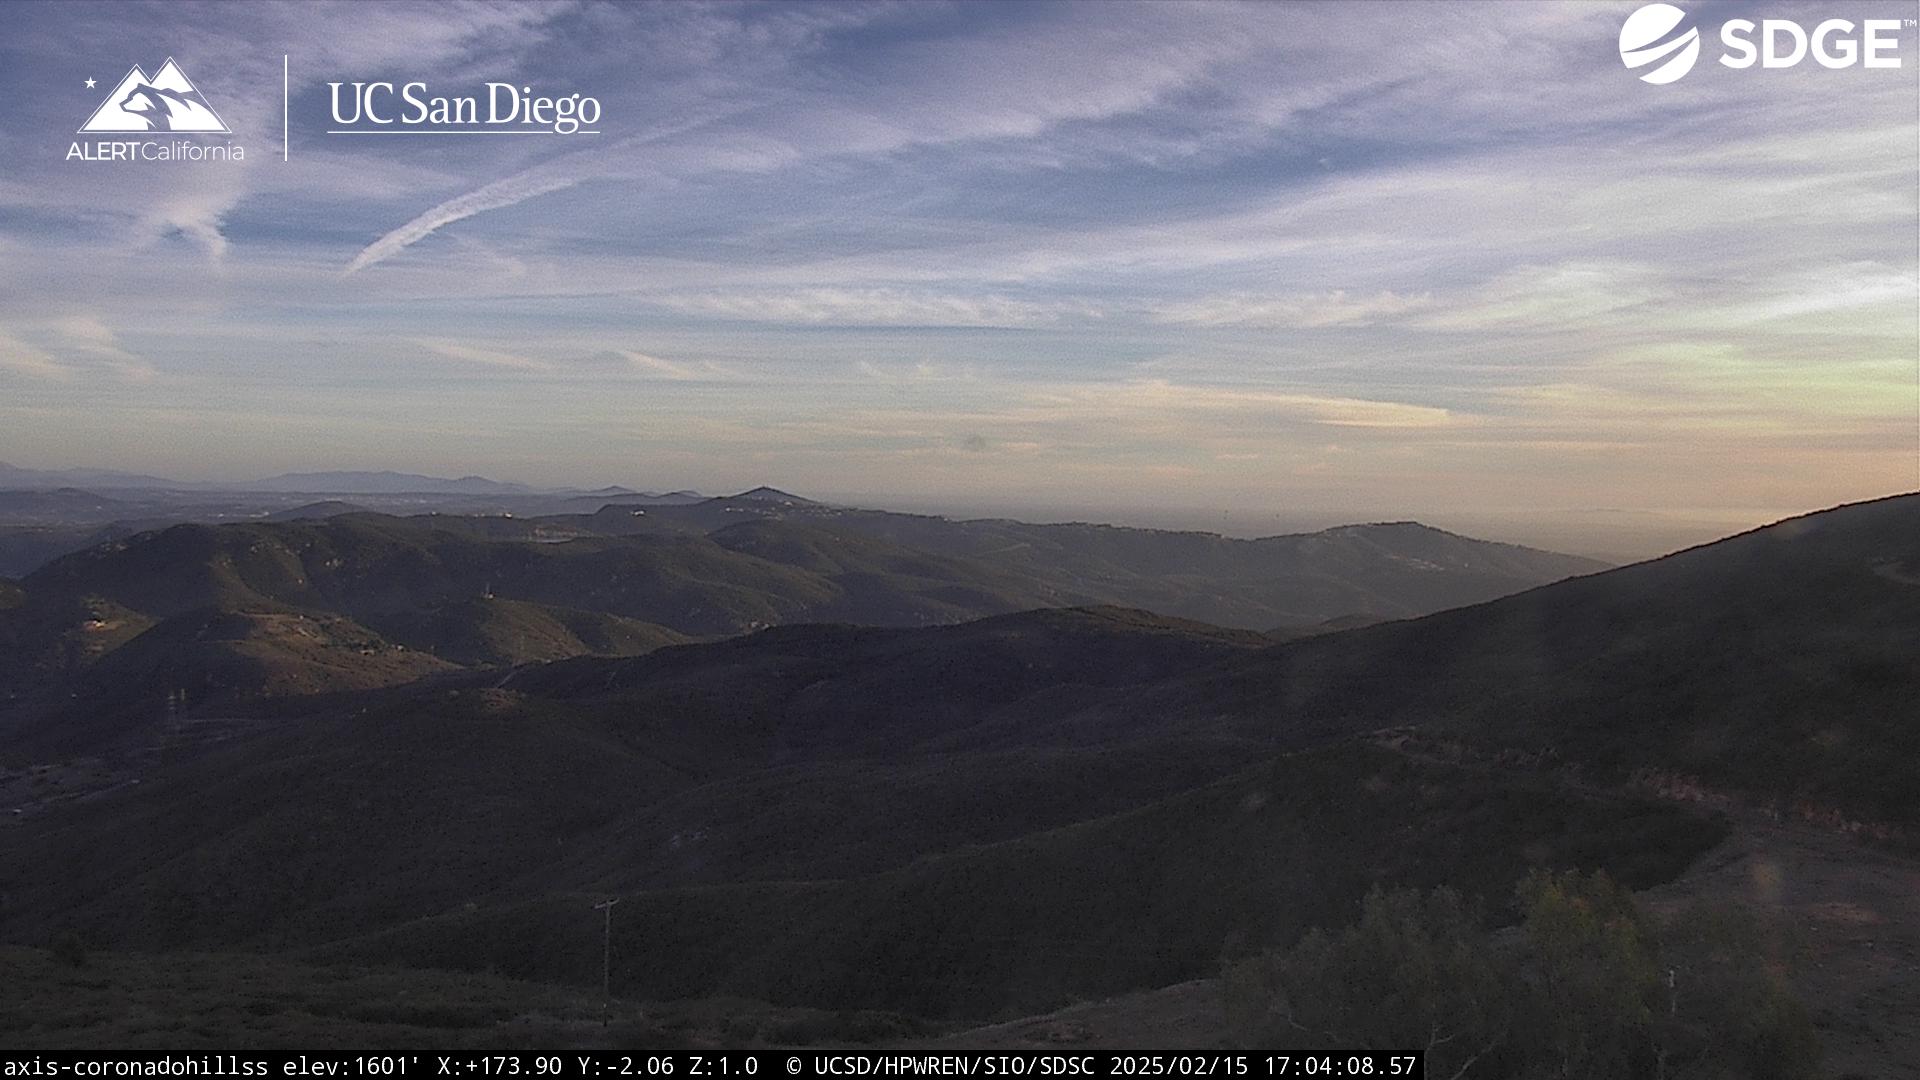 ALERTCalifornia
UC San Diego
SDGE™
axis-coronadohillss elev:1601' X:+173.90 Y:-2.06 Z:1.0 © UCSD/HPWREN/SIO/SDSC 2025/02/15 17:04:08.57